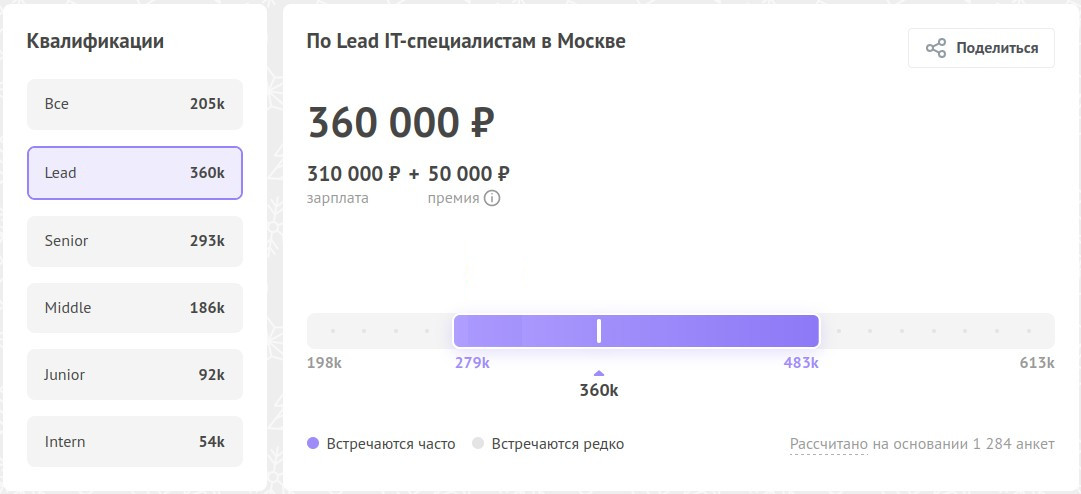 Квалификации
Все 205k
Lead 360k
Senior 293k
Middle 186k
Junior 92k
Intern 54k
По Lead IT-специалистам в Москве
Поделиться
360 000 ₽
310 000 ₽ + 50 000 ₽
зарплата премия
198k 279k 483k 613k
360k
Встречаются часто Встречаются редко Рассчитано на основании 1 284 анкет